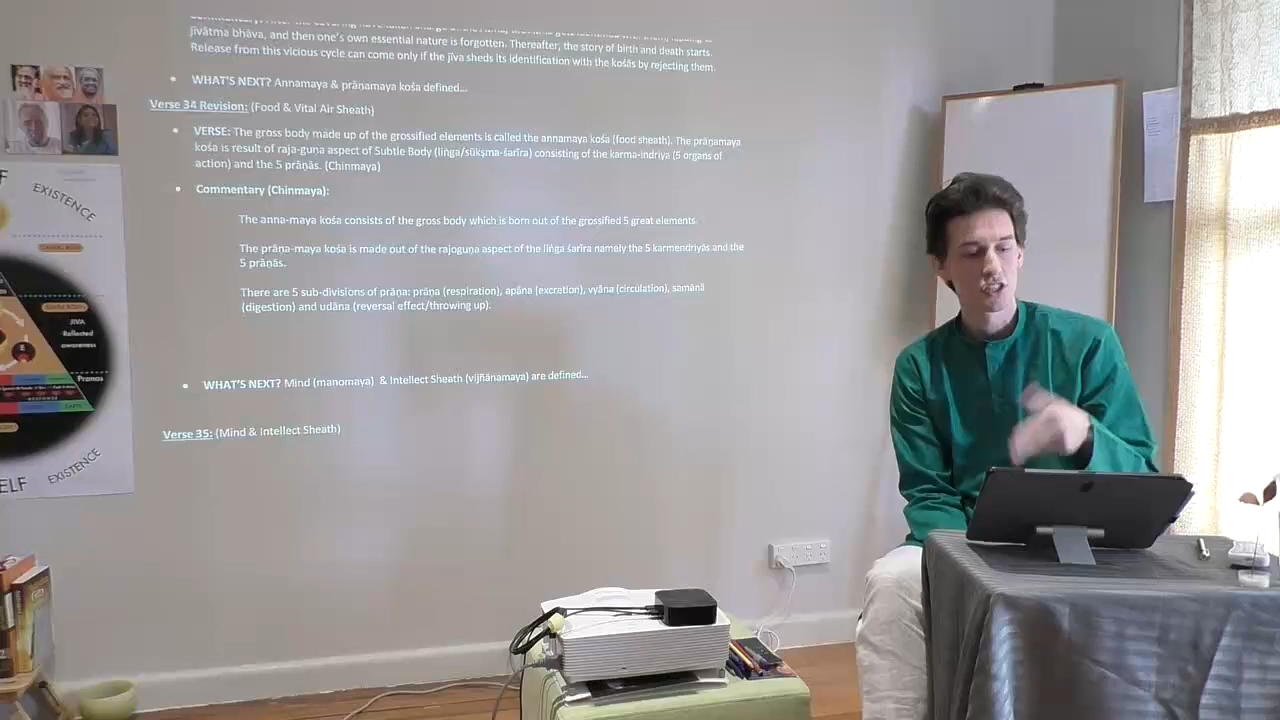 jīvātma bhāva, and then one's own essential nature is forgotten. Thereafter, the story of birth and death starts.
Release from this vicious cycle can come only if the jīva sheds its identification with the kośās by rejecting them.
• WHAT'S NEXT? Annamaya & prāṇamaya kośa defined...
Verse 34 Revision: (Food & Vital Air Sheath)
• VERSE: The gross body made up of the grossified elements is called the annamaya kośa (food sheath). The prāṇamaya
kośa is result of raja-guṇa aspect of Subtle Body (liṅga/sūkṣma-śarīra) consisting of the karma-indriya (5 organs of
action) and the 5 prāṇās. (Chinmaya)
• Commentary (Chinmaya):
The anna-maya kośa consists of the gross body which is born out of the grossified 5 great elements.
The prāṇa-maya kośa is made out of the rajoguṇa aspect of the liṅga śarīra namely the 5 karmendriyās and the
5 prāṇās.
There are 5 sub-divisions of prāṇa: prāṇa (respiration), apāna (excretion), vyāna (circulation), samānā
(digestion) and udāna (reversal effect/throwing up).
• WHAT'S NEXT? Mind (manomaya) & Intellect Sheath (vijñānamaya) are defined...
Verse 35: (Mind & Intellect Sheath)
F
EXISTENCE
JIVA
Reflected
awareness
Pranas
ELF
EXISTENCE